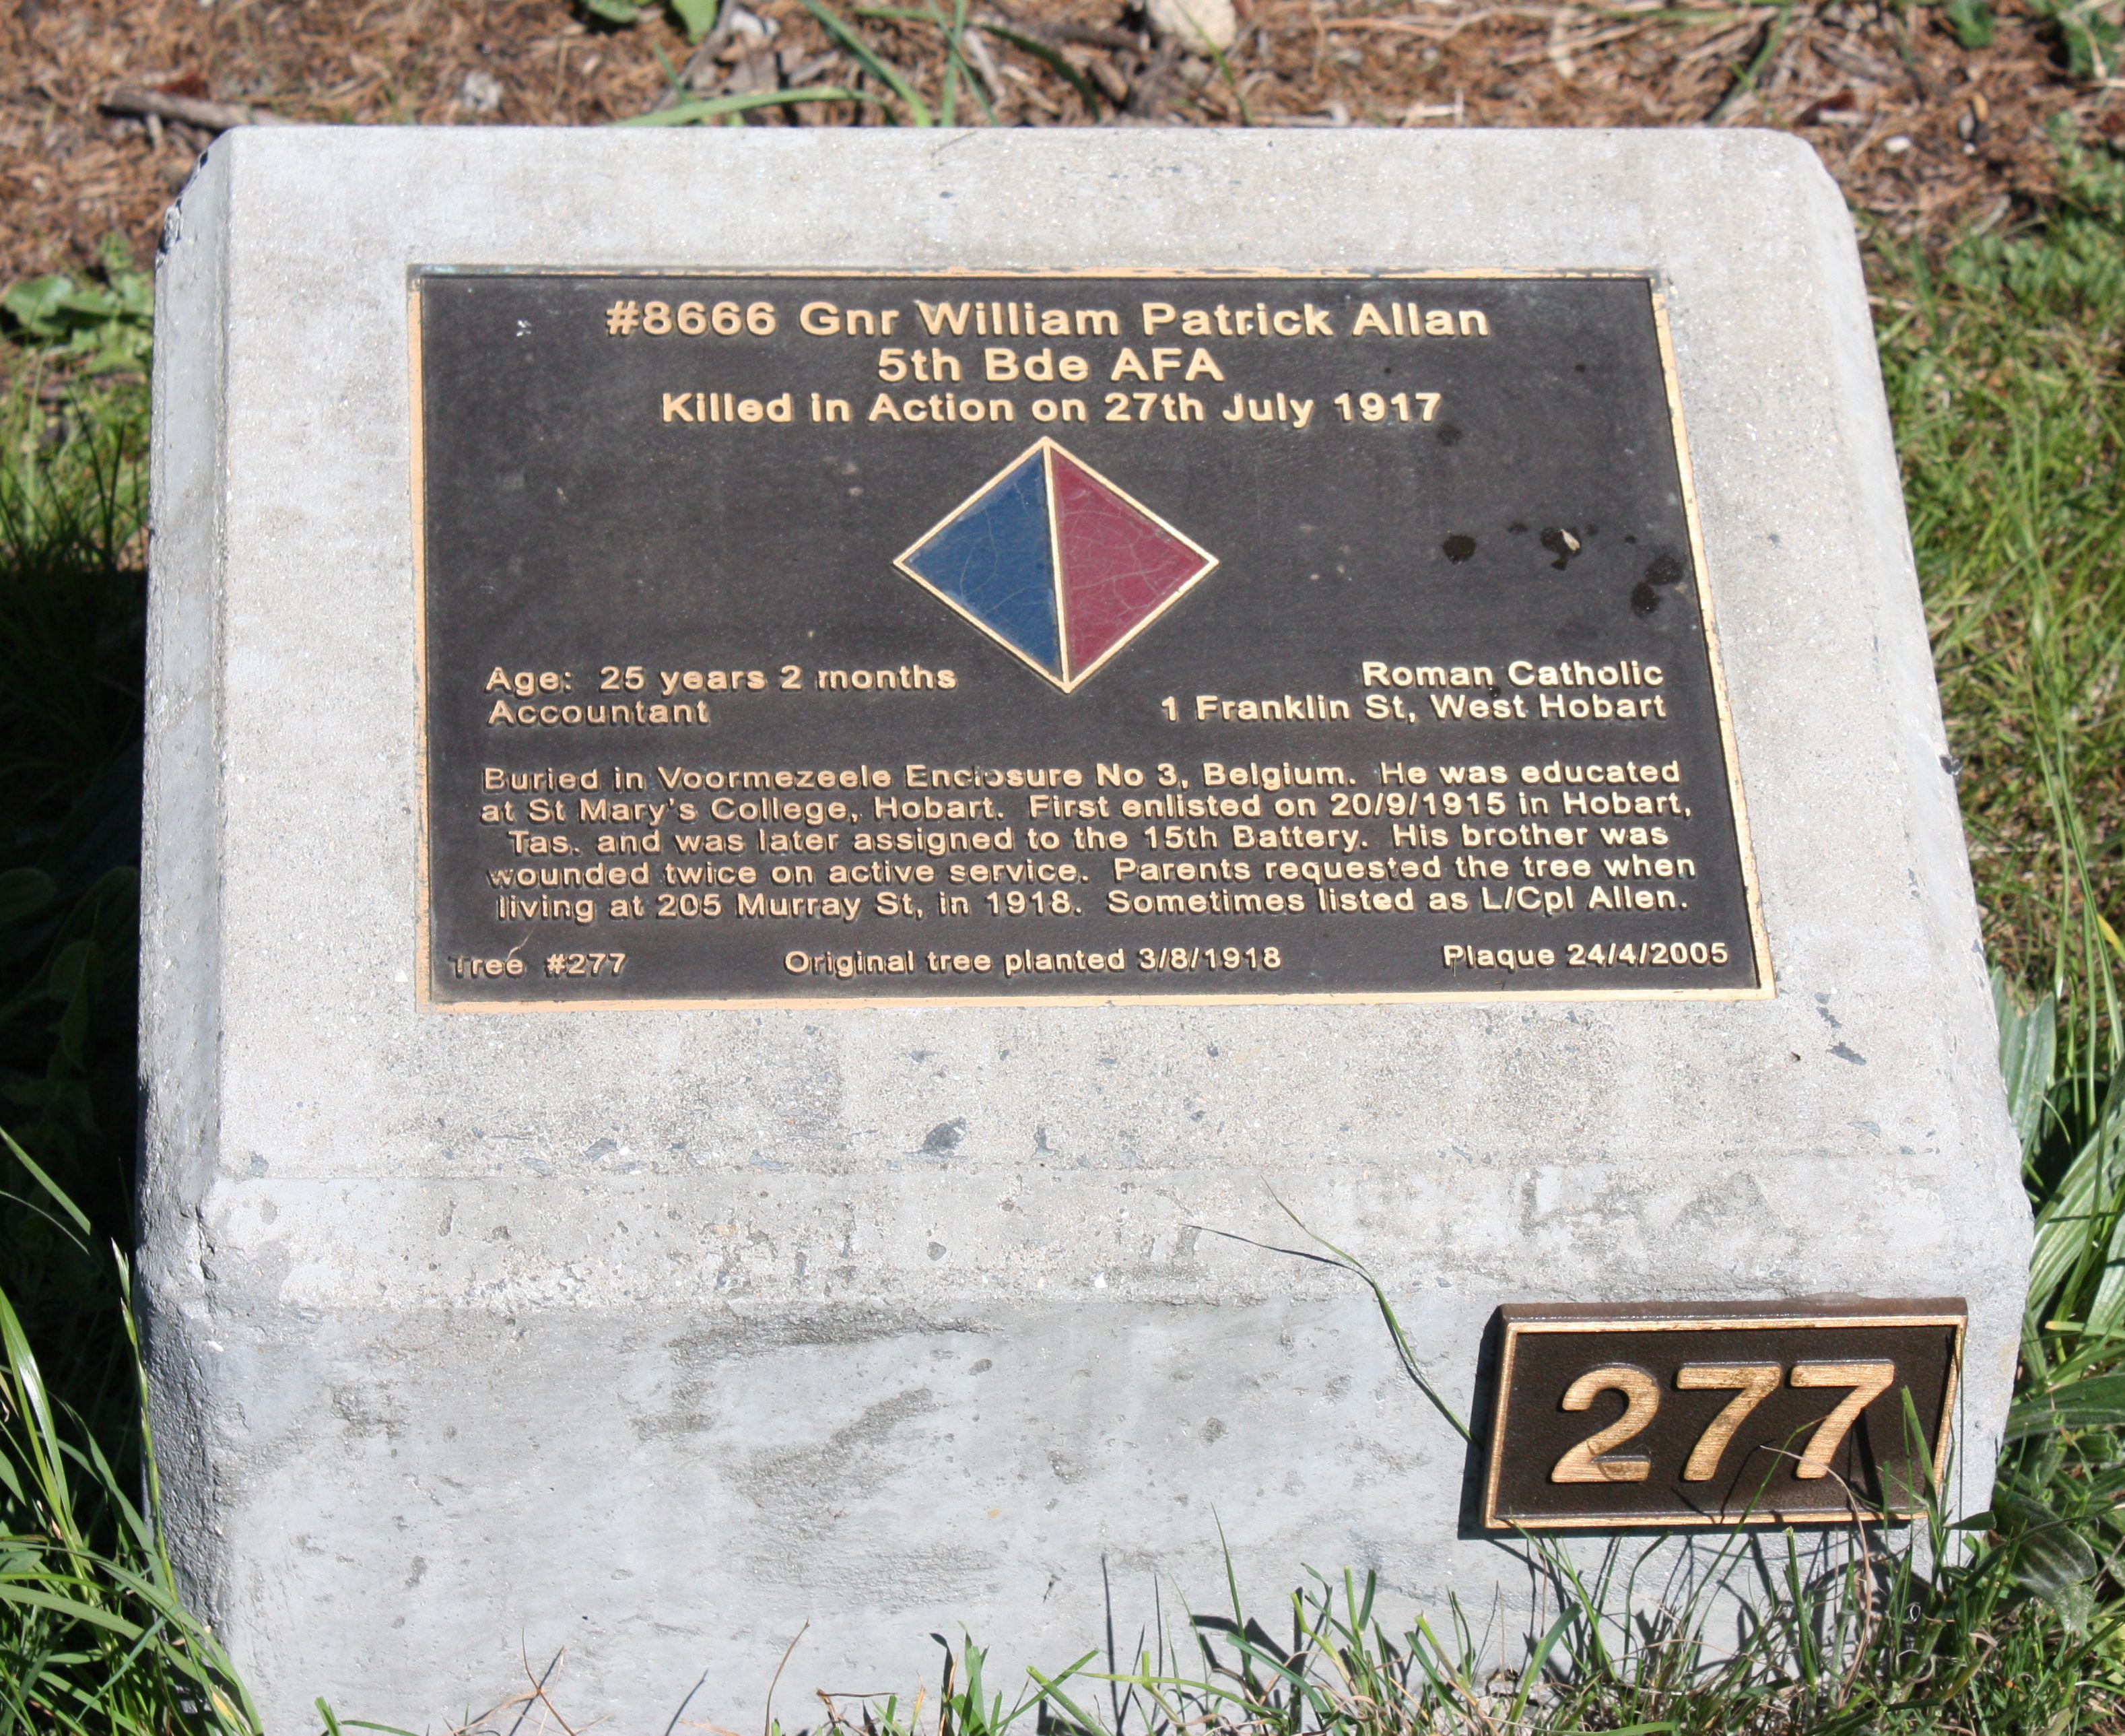 #8666 Gnr William Patrick Allan
5th Bde AFA
Killed in Action on 27th July 1917
Age: 25 years 2 months
Accountant
Roman Catholic
1 Franklin St, West Hobart
Buried in Voormezeele Enclosure No 3, Belgium. He was educated
at St Mary's College, Hobart. First enlisted on 20/9/1915 in Hobart,
Tas. and was later assigned to the 15th Battery. His brother was
wounded twice on active service. Parents requested the tree when
living at 205 Murray St, in 1918. Sometimes listed as L/Cpl Allen.
Tree #277 Original tree planted 3/8/1918 Plaque 24/4/2005
277